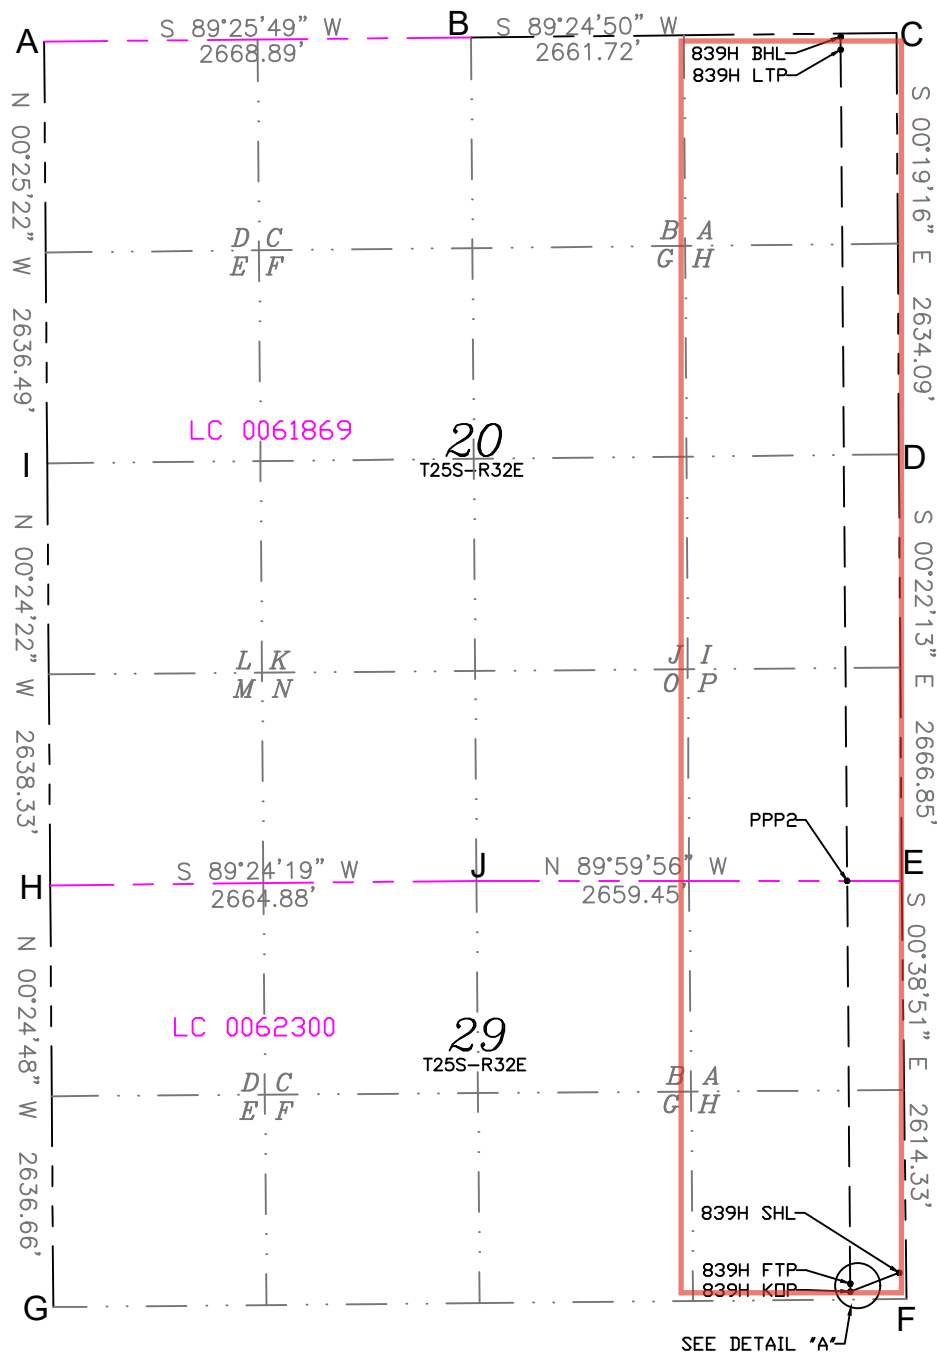 A
S 89°25'49" W
2668.89'
B
S 89°24'50" W
2661.72'
C
839H BHL
839H LTP
N 00°25'22" W 2636.49'
S 00°19'16" E 2634.09'
D C
E F
B A
G H
LC 0061869
20
T25S-R32E
I
D
N 00°24'22" W 2638.33'
S 00°22'13" E 2666.85'
L K
M N
J I
O P
PPP2
H
S 89°24'19" W
2664.88'
J
N 89°59'56" W
2659.45'
E
N 00°24'48" W 2636.66'
S 00°38'51" E 2614.33'
LC 0062300
29
T25S-R32E
D C
E F
B A
G H
839H SHL
839H FTP
839H KOP
G
F
SEE DETAIL "A"